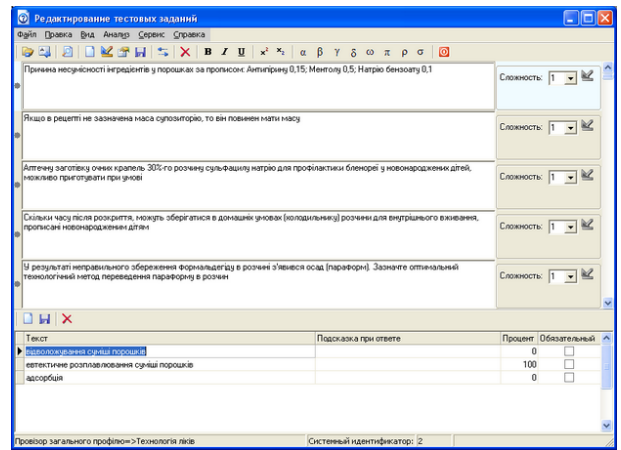 Редактирование тестовых заданий
Файл Правка Вид Анализ Сервис Справка
B I U x² x₂ α β γ δ ω π ρ σ
Причина несумісності інгредієнтів у порошках за прописом: Антипірину 0,15; Ментолу 0,5; Натрію бензоату 0,1
Сложность: 1
Якщо в рецепті не зазначена маса супозиторію, то він повинен мати масу
Сложность: 1
Аптечну заготівку очних крапель 30%-го розчину сульфацилу натрію для профілактики бленореї у новонароджених дітей,
можливо приготувати при умові
Сложность: 1
Скільки часу після розкриття, можуть зберігатися в домашніх умовах (холодильнику) розчини для внутрішнього вживання,
прописані новонародженим дітям
Сложность: 1
У результаті неправильного збереження формальдегіду в розчині з'явився осад (параформ). Зазначте оптимальний
технологічний метод переведення параформу в розчин
Сложность: 1
Текст Подсказка при ответе Процент Обязательный
відволожування суміші порошків 0
евтектичне розплавлювання суміші порошків 100
адсорбція 0
Провізор загального профілю=>Технологія ліків Системный идентификатор: 2